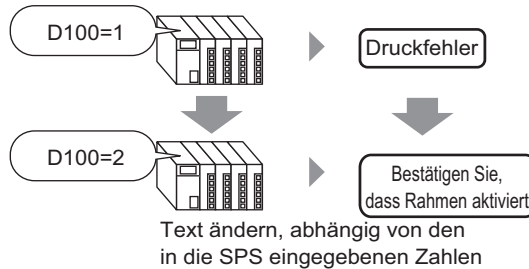 D100=1
Druckfehler
D100=2
Bestätigen Sie,
dass Rahmen aktiviert
Text ändern, abhängig von den
in die SPS eingegebenen Zahlen